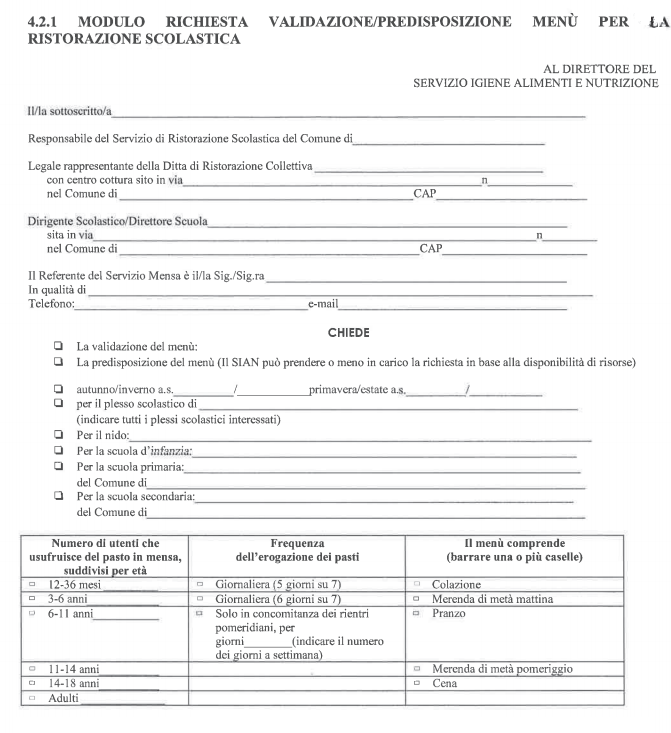 4.2.1 MODULO RICHIESTA VALIDAZIONE/PREDISPOSIZIONE MENÙ PER LA
RISTORAZIONE SCOLASTICA
AL DIRETTORE DEL
SERVIZIO IGIENE ALIMENTI E NUTRIZIONE
Il/la sottoscritto/a
Responsabile del Servizio di Ristorazione Scolastica del Comune di
Legale rappresentante della Ditta di Ristorazione Collettiva
con centro cottura sito in via n
nel Comune di CAP
Dirigente Scolastico/Direttore Scuola
sita in via n
nel Comune di CAP
Il Referente del Servizio Mensa è il/la Sig./Sig.ra
In qualità di
Telefono: e-mail
CHIEDE
La validazione del menù:
La predisposizione del menù (Il SIAN può prendere o meno in carico la richiesta in base alla disponibilità di risorse)
autunno/inverno a.s. / primavera/estate a.s. /
per il plesso scolastico di
(indicare tutti i plessi scolastici interessati)
Per il nido:
Per la scuola d'infanzia:
Per la scuola primaria:
del Comune di
Per la scuola secondaria:
del Comune di
Numero di utenti che
usufruisce del pasto in mensa,
suddivisi per età
Frequenza
dell'erogazione dei pasti
Il menù comprende
(barrare una o più caselle)
12-36 mesi
Giornaliera (5 giorni su 7)
Colazione
3-6 anni
Giornaliera (6 giorni su 7)
Merenda di metà mattina
6-11 anni
Solo in concomitanza dei rientri
pomeridiani, per
giorni (indicare il numero
dei giorni a settimana)
Pranzo
11-14 anni
Merenda di metà pomeriggio
14-18 anni
Cena
Adulti